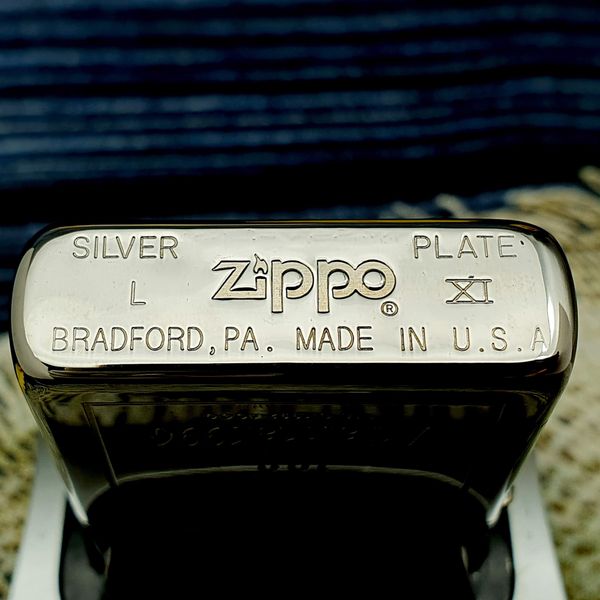 SILVER PLATE
L Zippo® XI
BRADFORD, PA. MADE IN U.S.A